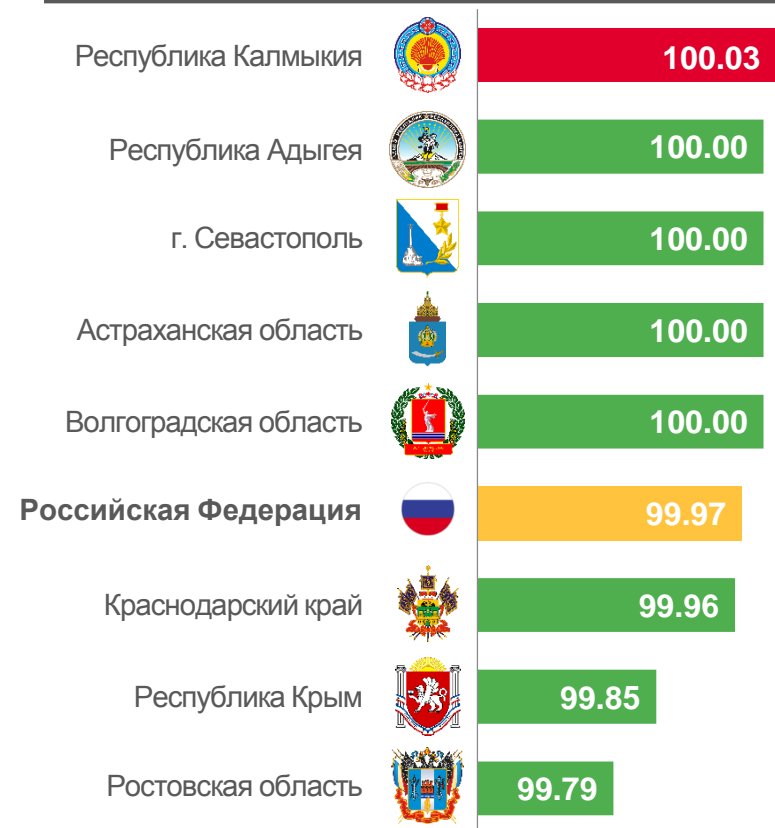 Республика Калмыкия 100.03
Республика Адыгея 100.00
г. Севастополь 100.00
Астраханская область 100.00
Волгоградская область 100.00
Российская Федерация 99.97
Краснодарский край 99.96
Республика Крым 99.85
Ростовская область 99.79